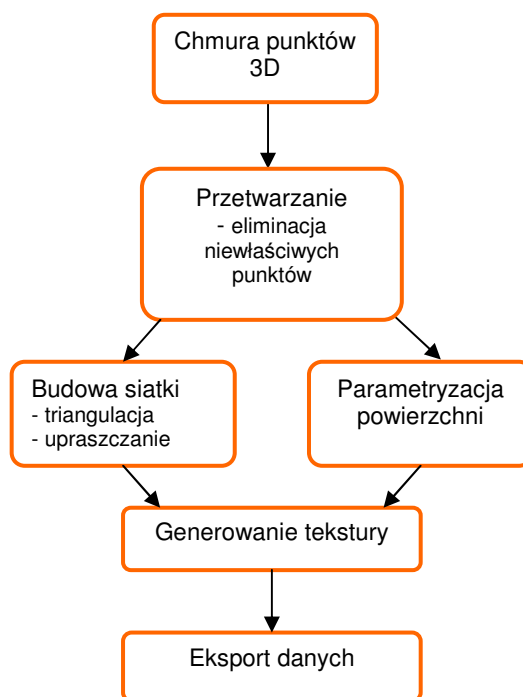 Chmura punktów
3D
Przetwarzanie
- eliminacja
niewłaściwych
punktów
Budowa siatki
- triangulacja
- upraszczanie
Parametryzacja
powierzchni
Generowanie tekstury
Eksport danych